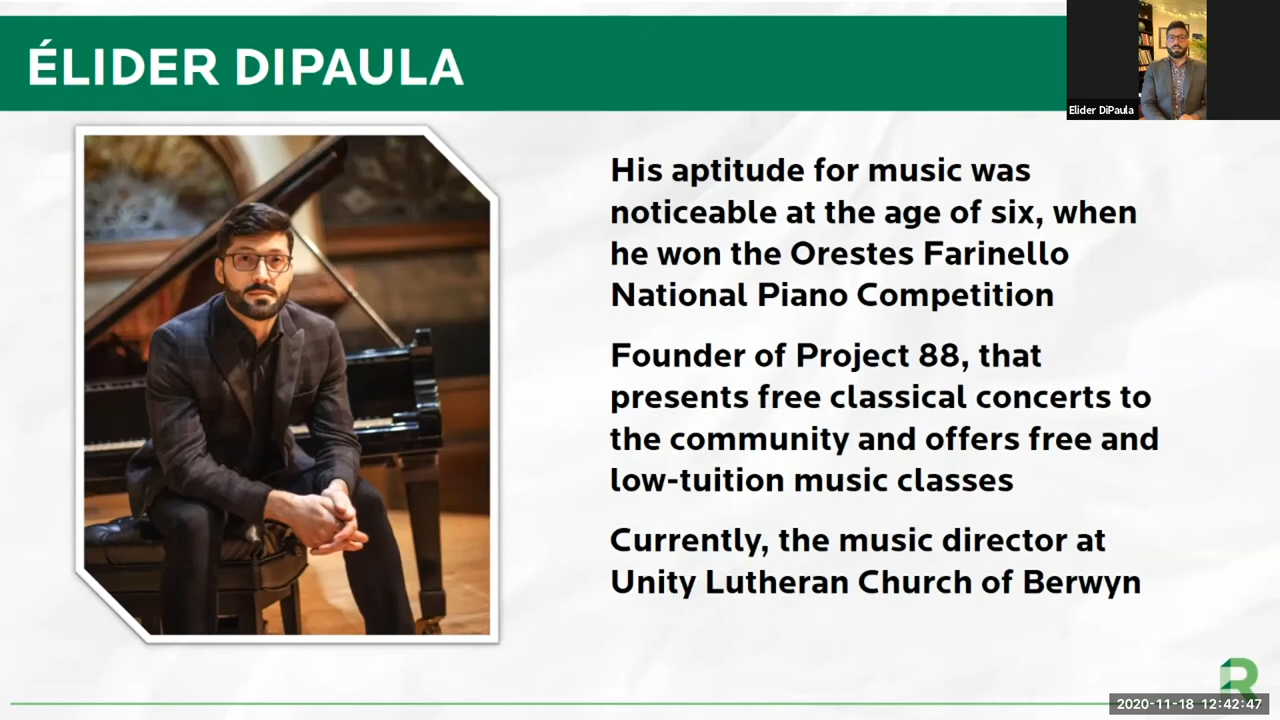 ÉLIDER DIPAULA
Elider DiPaula
His aptitude for music was
noticeable at the age of six, when
he won the Orestes Farinello
National Piano Competition
Founder of Project 88, that
presents free classical concerts to
the community and offers free and
low-tuition music classes
Currently, the music director at
Unity Lutheran Church of Berwyn
R
2020-11-18 12:42:47